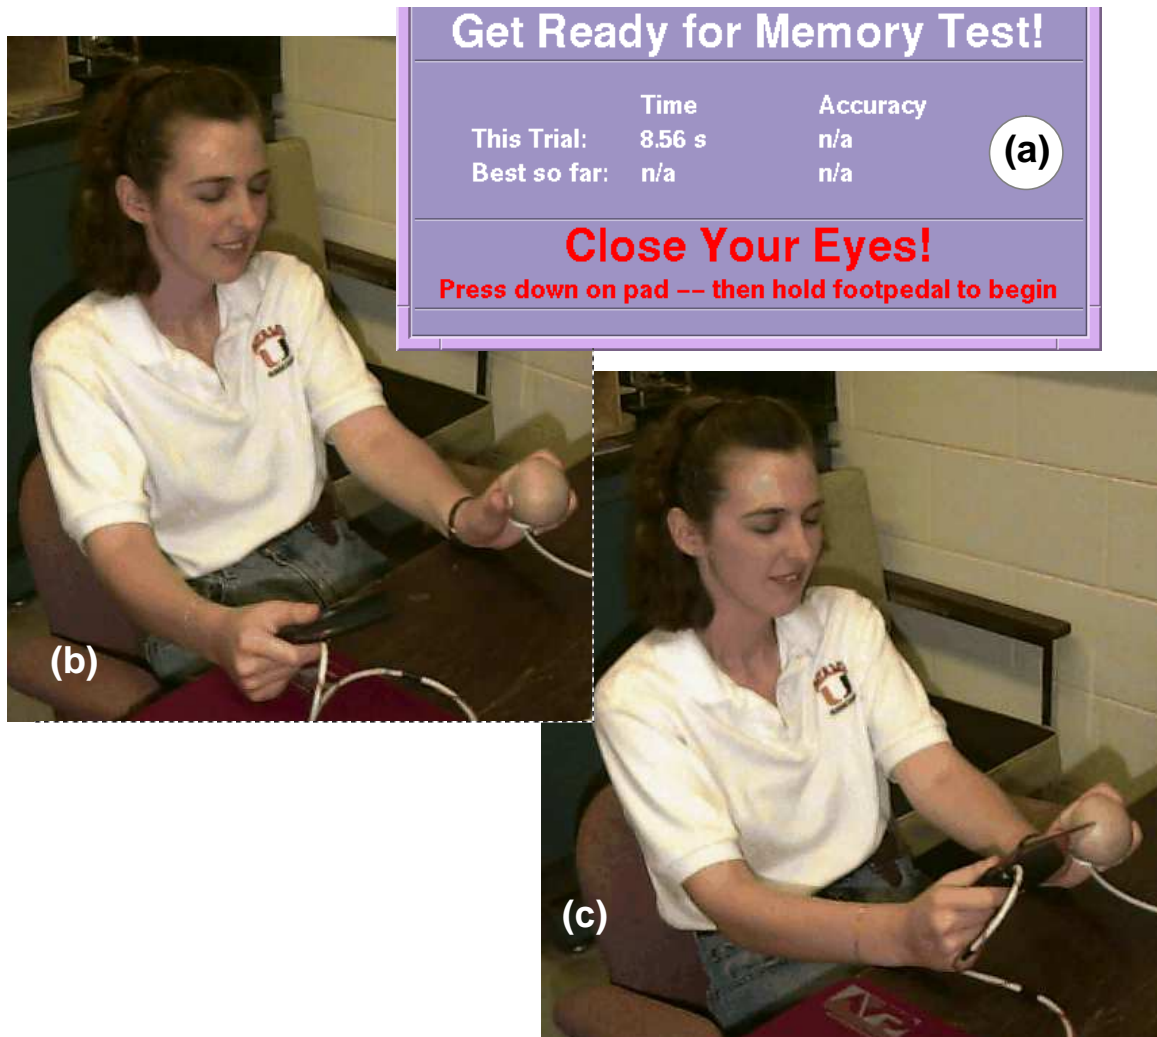 Get Ready for Memory Test!
Time Accuracy
This Trial: 8.56 s n/a
Best so far: n/a n/a
(a)
Close Your Eyes!
Press down on pad -- then hold footpedal to begin
(b)
(c)